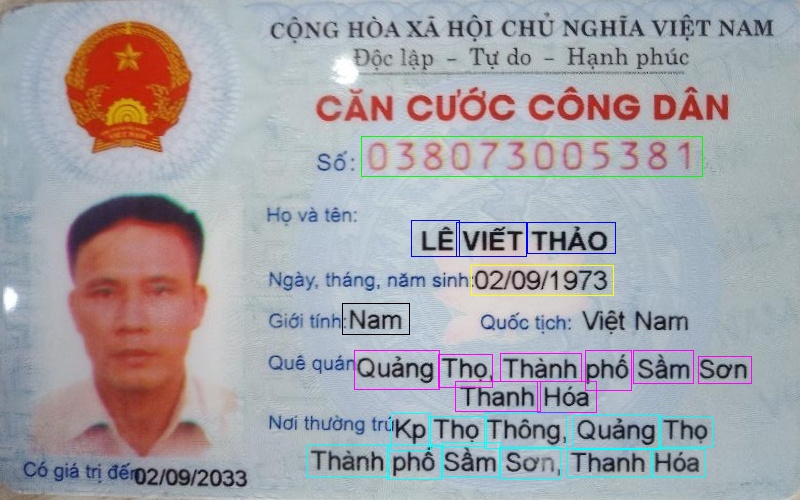 CỘNG HÒA XÃ HỘI CHỦ NGHĨA VIỆT NAM
Độc lập - Tự do - Hạnh phúc
CĂN CƯỚC CÔNG DÂN
Số: 038073005381
Họ và tên:
LÊ VIẾT THẢO
Ngày, tháng, năm sinh: 02/09/1973
Giới tính: Nam Quốc tịch: Việt Nam
Quê quán: Quảng Thọ, Thành phố Sầm Sơn
Thanh Hóa
Nơi thường trú: Kp Thọ Thông, Quảng Thọ
Thành phố Sầm Sơn, Thanh Hóa
Có giá trị đến 02/09/2033